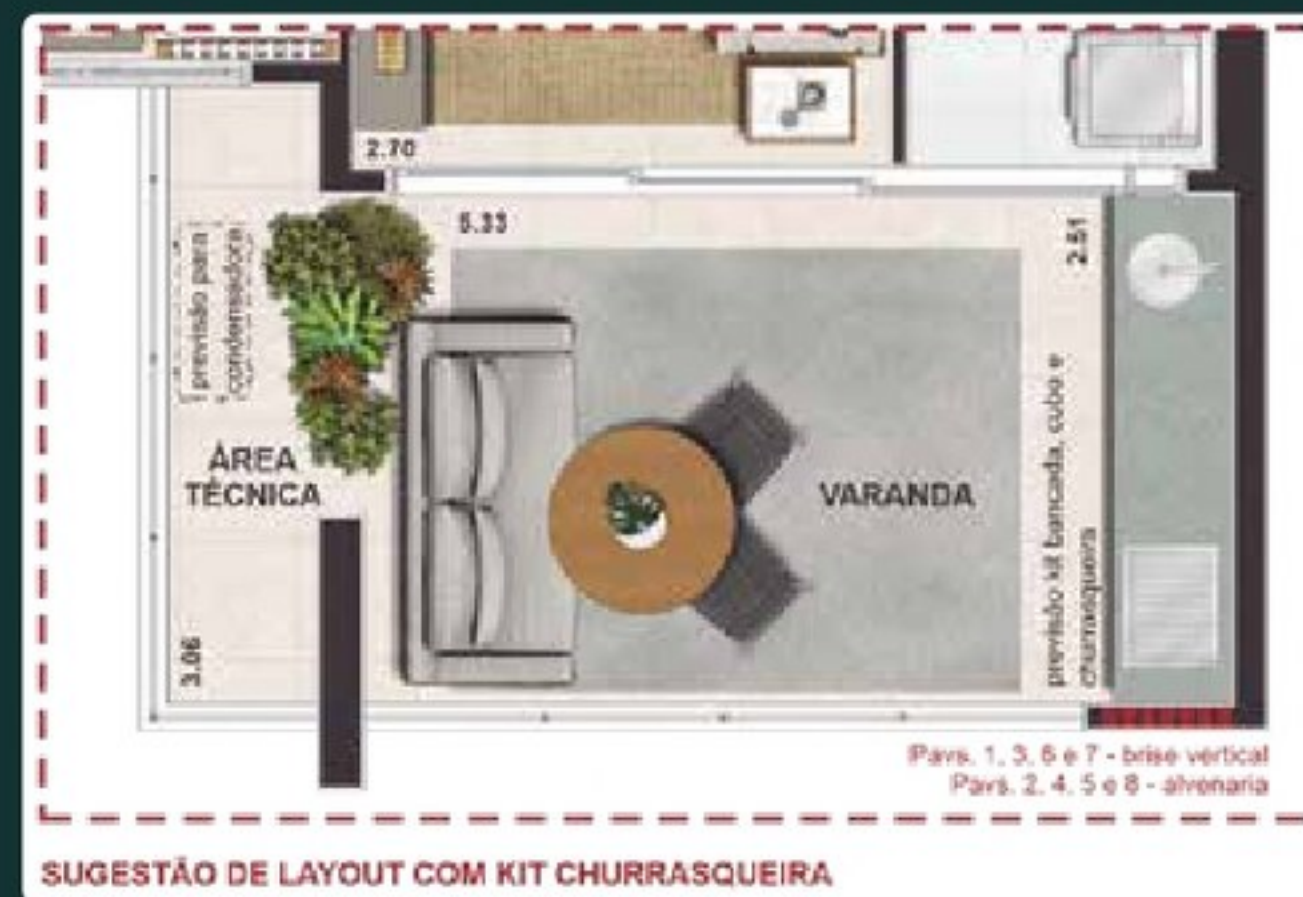 2.70
5.33
2.51
previsão para
condensadora
ÁREA
TÉCNICA
VARANDA
previsão kit bancada, cuba e
churrasqueira
3.06
Pavs. 1, 3, 6 e 7 - brise vertical
Pavs. 2, 4, 5 e 8 - alvenaria
SUGESTÃO DE LAYOUT COM KIT CHURRASQUEIRA